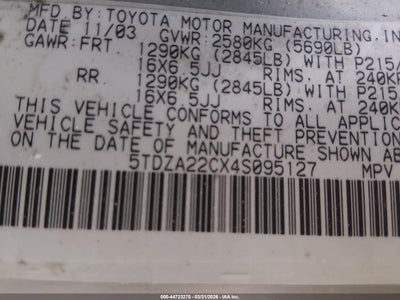 MFD.BY:TOYOTA MOTOR MANUFACTURING,IN
DATE 11/03 GVWR:2580KG (5690LB)
GAWR:FRT. 1290KG (2845LB) WITH P215/
16X6.5JJ RIMS. AT 240KP
RR. 1290KG (2845LB) WITH P215
16X6.5JJ RIMS. AT 240K
THIS VEHICLE CONFORMS TO ALL APPLICA
VEHICLE SAFETY AND THEFT PREVENTION
ON THE DATE OF MANUFACTURE SHOWN AB
5TDZA22CX4S095127 MPV
000-44723270 - 03/31/2026 - IAA Inc.